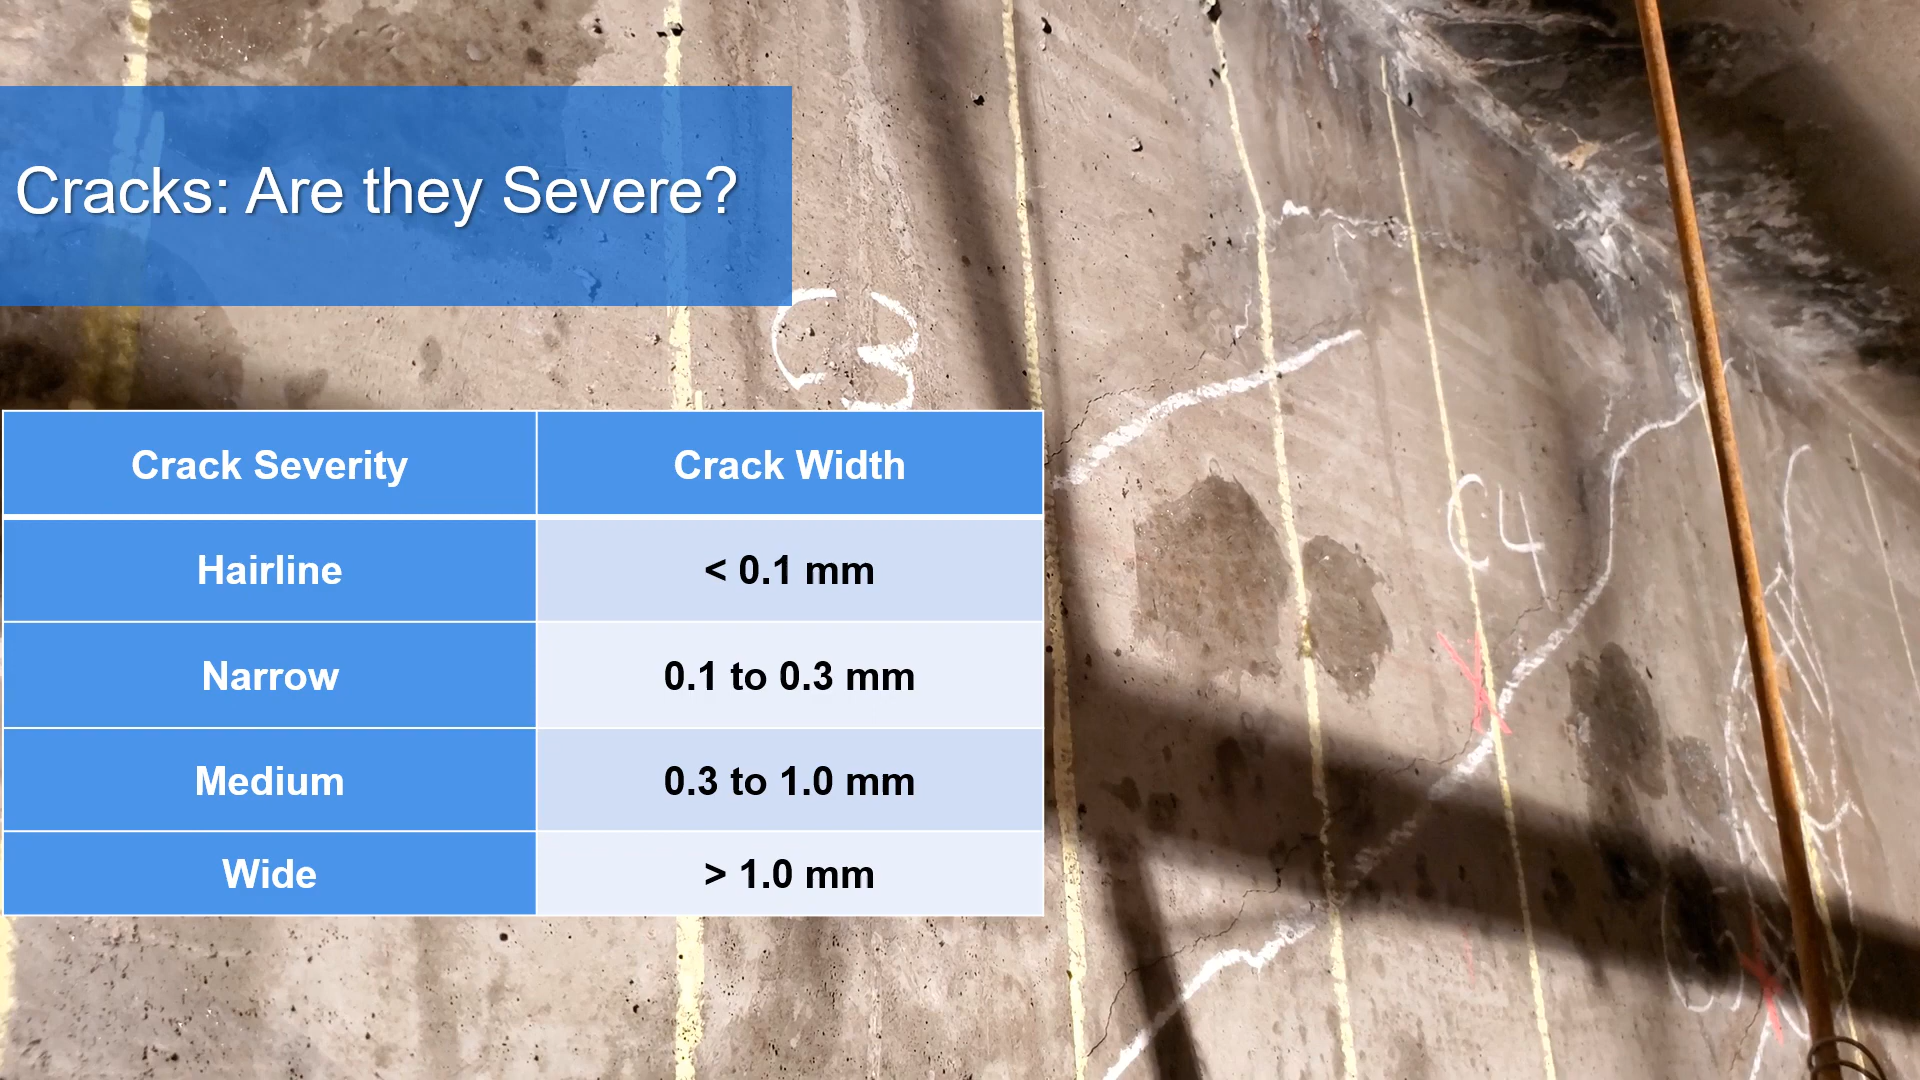 Cracks: Are they Severe?
C3
Crack Severity Crack Width
Hairline < 0.1 mm
Narrow 0.1 to 0.3 mm
Medium 0.3 to 1.0 mm
Wide > 1.0 mm
C4